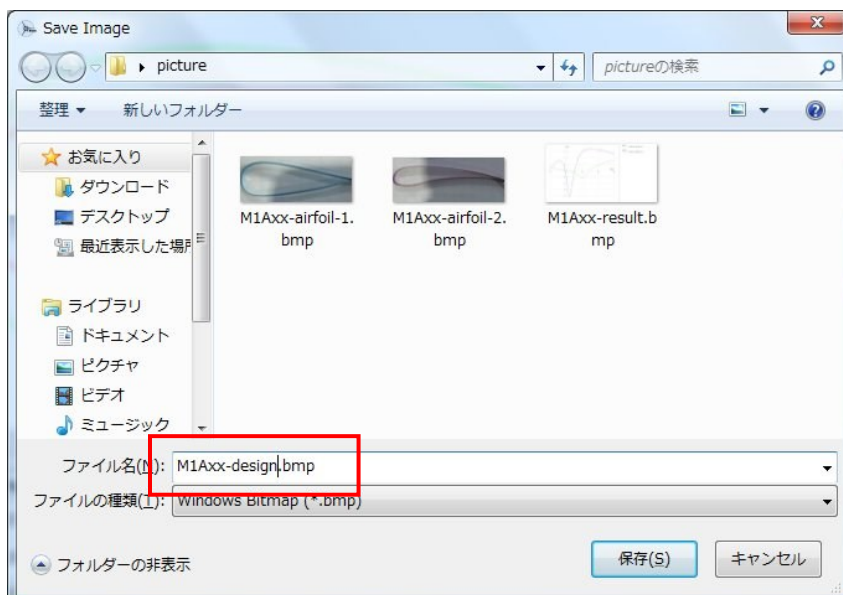 Save Image
picture
pictureの検索
整理
新しいフォルダー
お気に入り
ダウンロード
デスクトップ
最近表示した場所
ライブラリ
ドキュメント
ピクチャ
ビデオ
ミュージック
M1Axx-airfoil-1.
bmp
M1Axx-airfoil-2.
bmp
M1Axx-result.b
mp
ファイル名(N): M1Axx-design.bmp
ファイルの種類(T): Windows Bitmap (*.bmp)
フォルダーの非表示
保存(S)
キャンセル